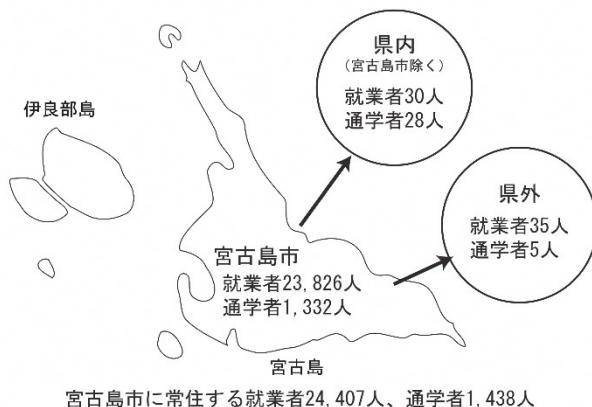 県内
(宮古島市除く)
就業者30人
通学者28人
伊良部島
県外
就業者35人
通学者5人
宮古島市
就業者23,826人
通学者1,332人
宮古島
宮古島市に常住する就業者24,407人、通学者1,438人